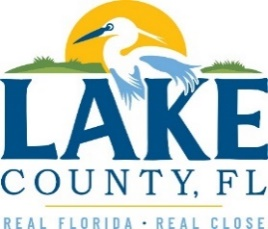 LAKE
COUNTY, FL
REAL FLORIDA • REAL CLOSE